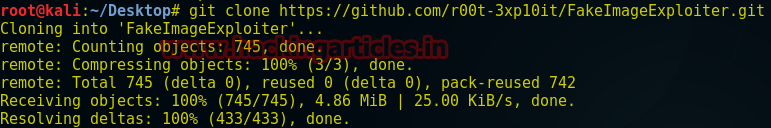 root@kali:~/Desktop# git clone https://github.com/r00t-3xp10it/FakeImageExploiter.git
Cloning into 'FakeImageExploiter'...
remote: Counting objects: 745, done.
remote: Compressing objects: 100% (3/3), done.
remote: Total 745 (delta 0), reused 0 (delta 0), pack-reused 742
Receiving objects: 100% (745/745), 4.86 MiB | 25.00 KiB/s, done.
Resolving deltas: 100% (433/433), done.
www.hackingarticles.in